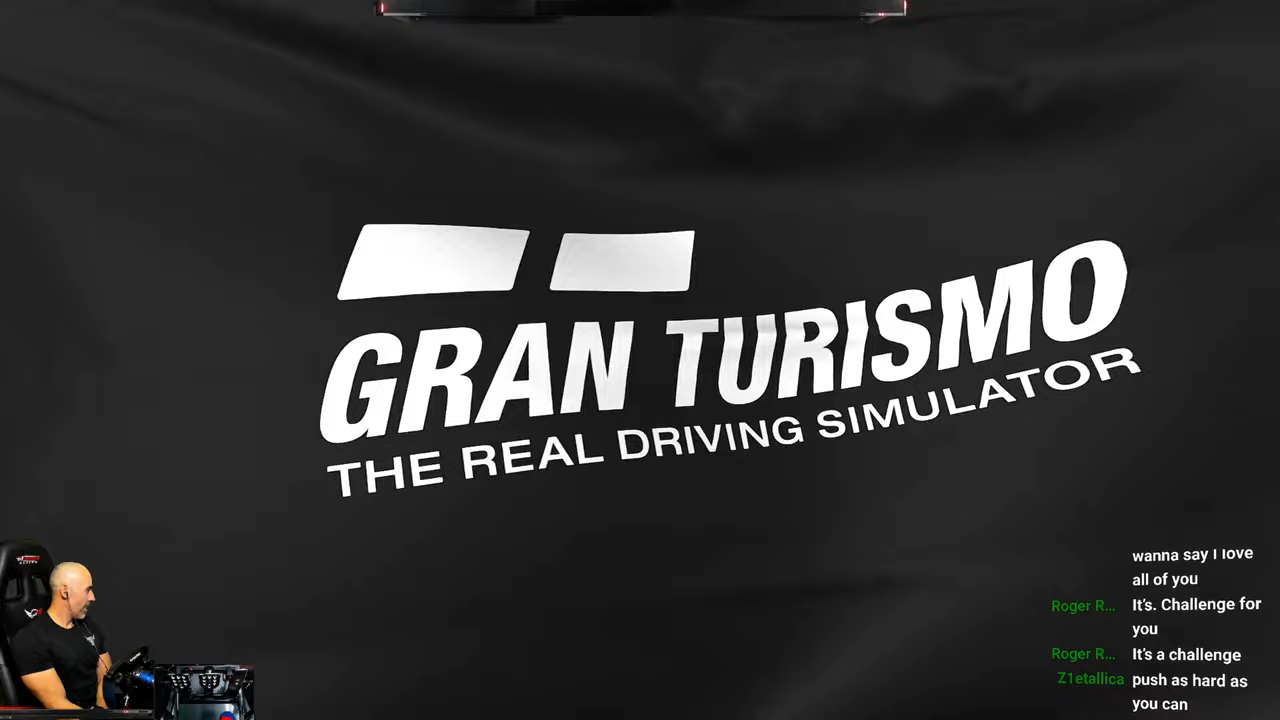 GRAN TURISMO
THE REAL DRIVING SIMULATOR
wanna say I love
all of you
Roger R... It's. Challenge for
you
Roger R... It's a challenge
Z1etallica push as hard as
you can